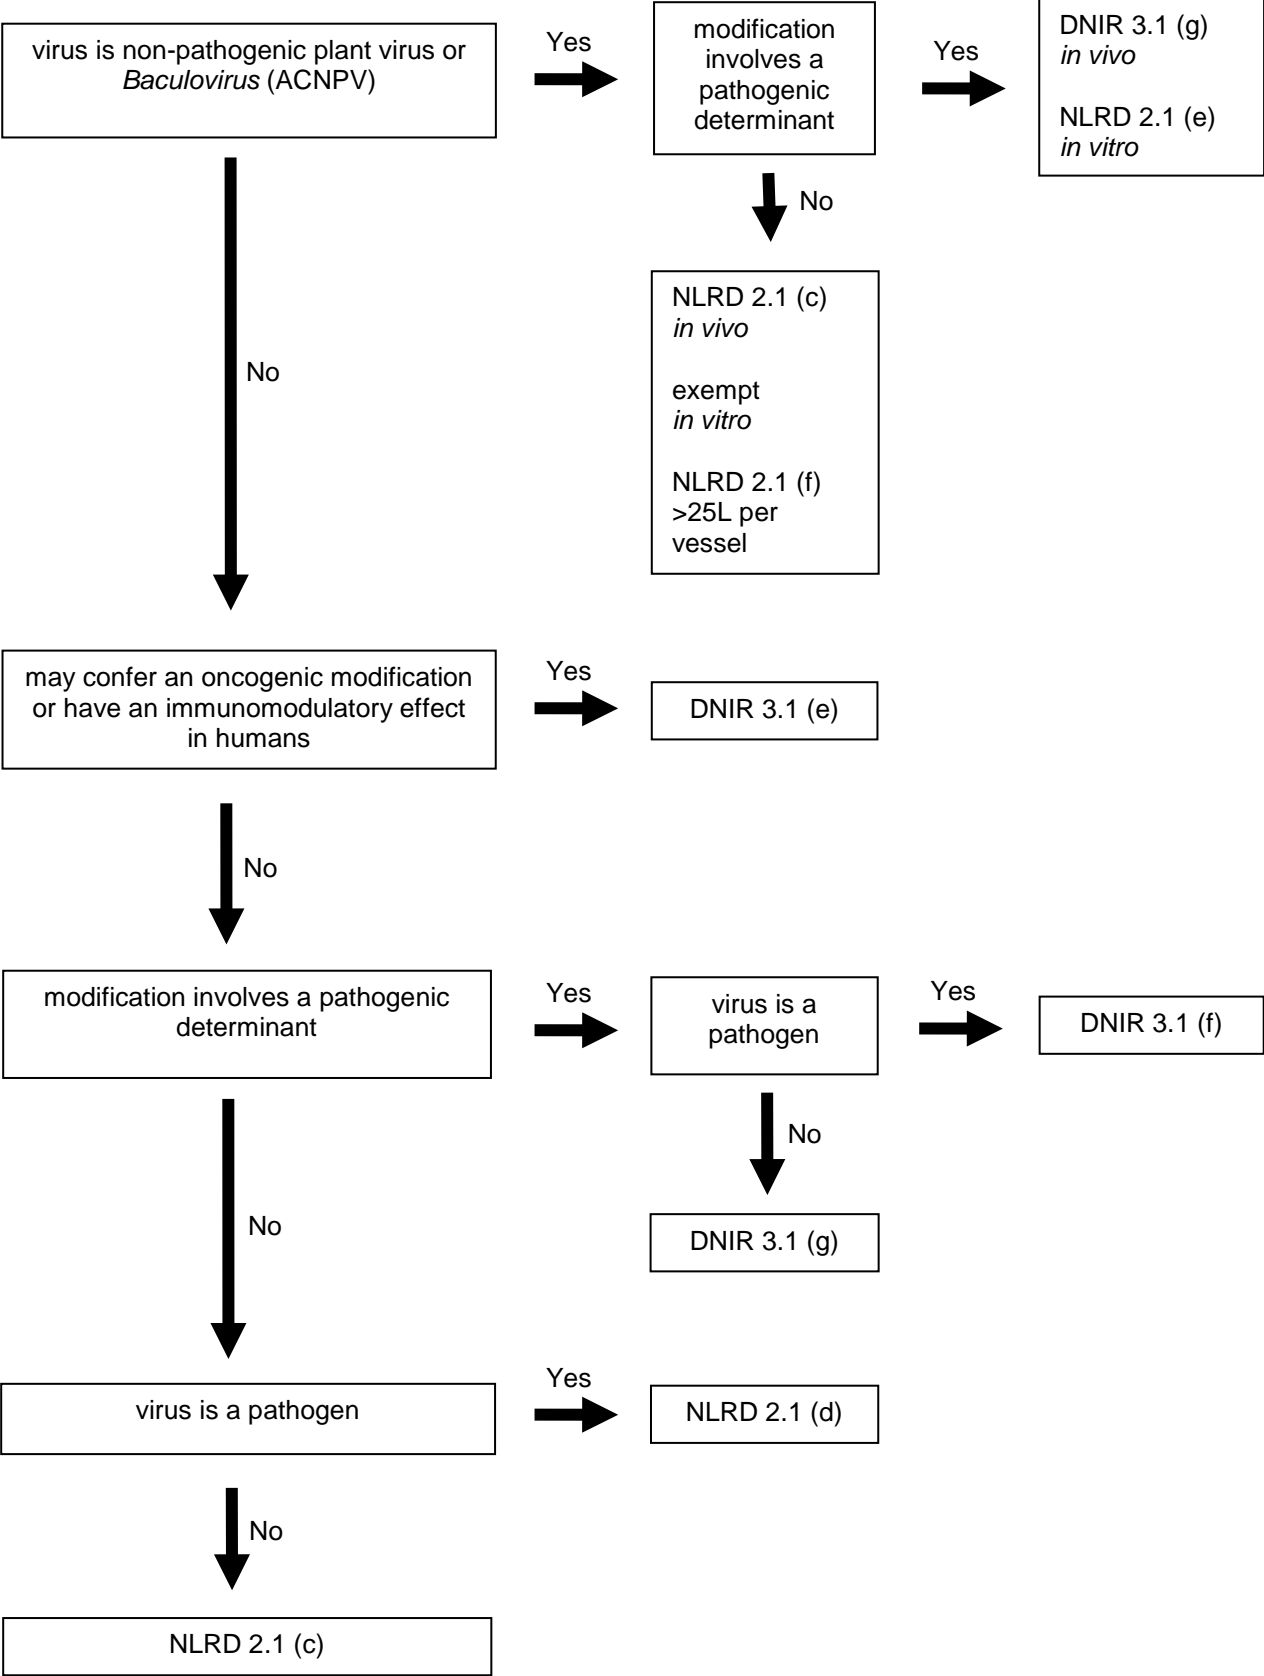 virus is non-pathogenic plant virus or
Baculovirus (ACNPV)
Yes
modification
involves a
pathogenic
determinant
Yes
DNIR 3.1 (g)
in vivo
NLRD 2.1 (e)
in vitro
No
NLRD 2.1 (c)
in vivo
exempt
in vitro
NLRD 2.1 (f)
>25L per
vessel
No
may confer an oncogenic modification
or have an immunomodulatory effect
in humans
Yes
DNIR 3.1 (e)
No
modification involves a pathogenic
determinant
Yes
virus is a
pathogen
Yes
DNIR 3.1 (f)
No
DNIR 3.1 (g)
No
virus is a pathogen
Yes
NLRD 2.1 (d)
No
NLRD 2.1 (c)